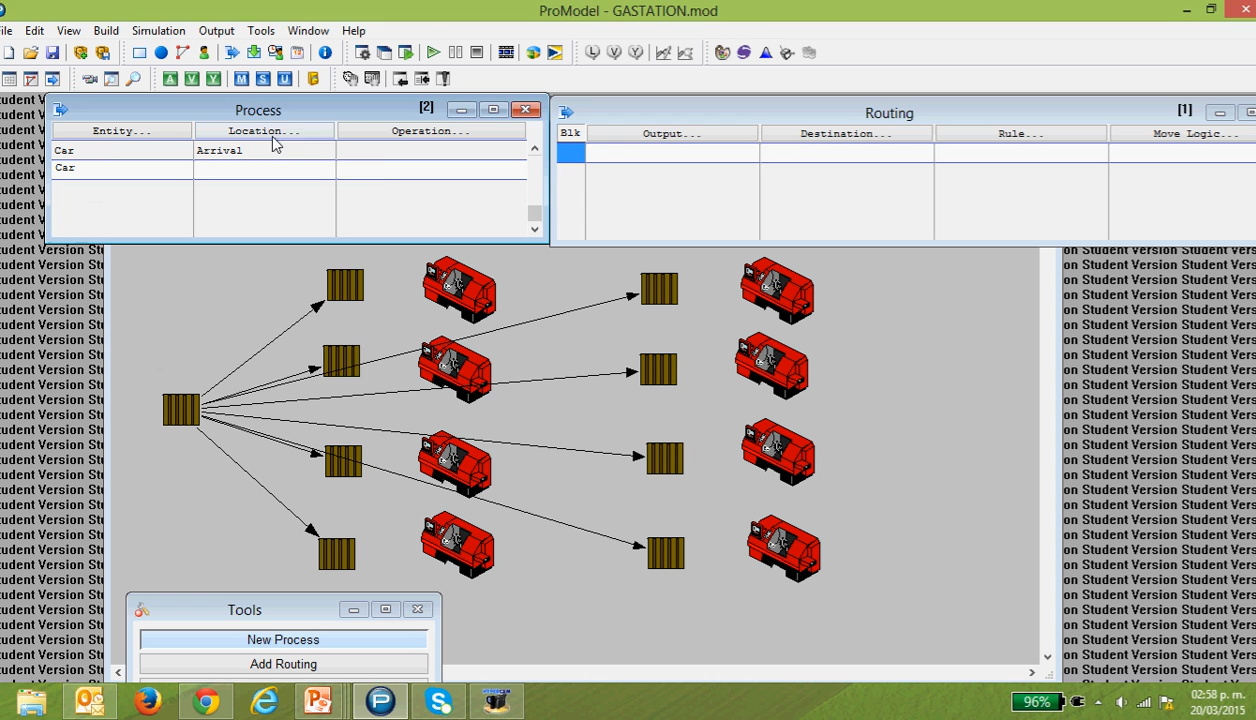 ProModel - GASTATION.mod
File Edit View Build Simulation Output Tools Window Help
Process [2]
Entity... Location... Operation...
Car Arrival
Car
Routing [1]
Blk Output... Destination... Rule... Move Logic...
Student Version Student Version
Tools
New Process
Add Routing
96% 02:58 p. m.
20/03/2015